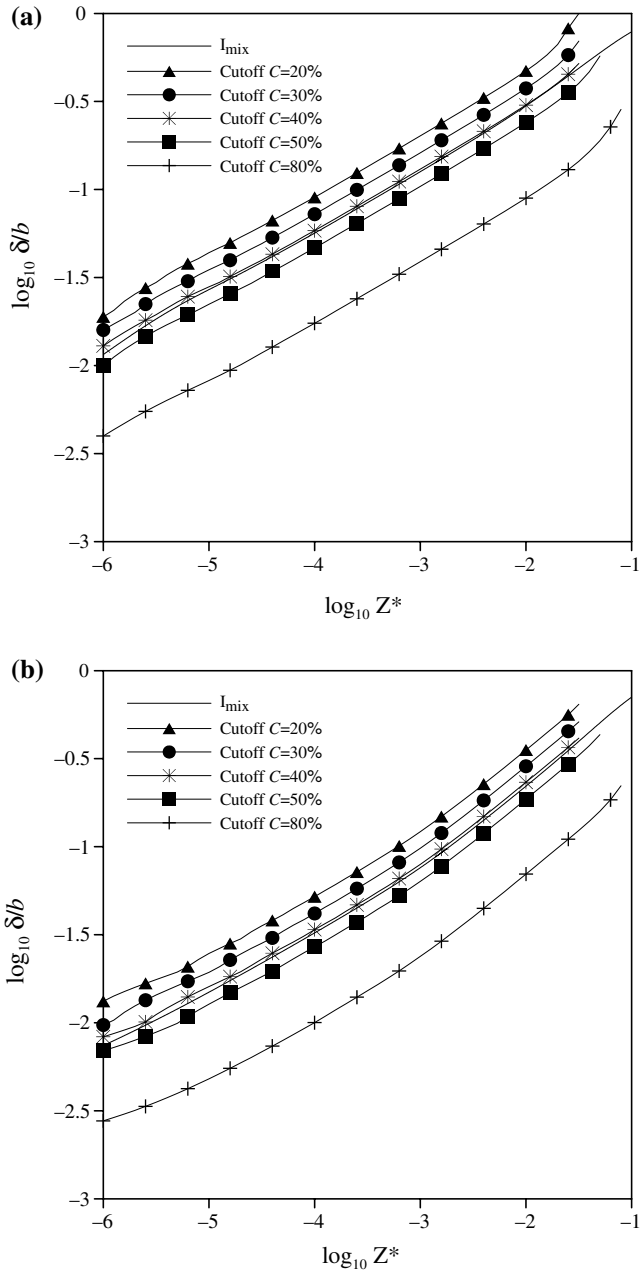 (a)
0
−0.5
−1
−1.5
−2
−2.5
−3
log₁₀ δ/b
I_mix
Cutoff C=20%
Cutoff C=30%
Cutoff C=40%
Cutoff C=50%
Cutoff C=80%
−6 −5 −4 −3 −2 −1
log₁₀ Z*
(b)
0
−0.5
−1
−1.5
−2
−2.5
−3
log₁₀ δ/b
I_mix
Cutoff C=20%
Cutoff C=30%
Cutoff C=40%
Cutoff C=50%
Cutoff C=80%
−6 −5 −4 −3 −2 −1
log₁₀ Z*